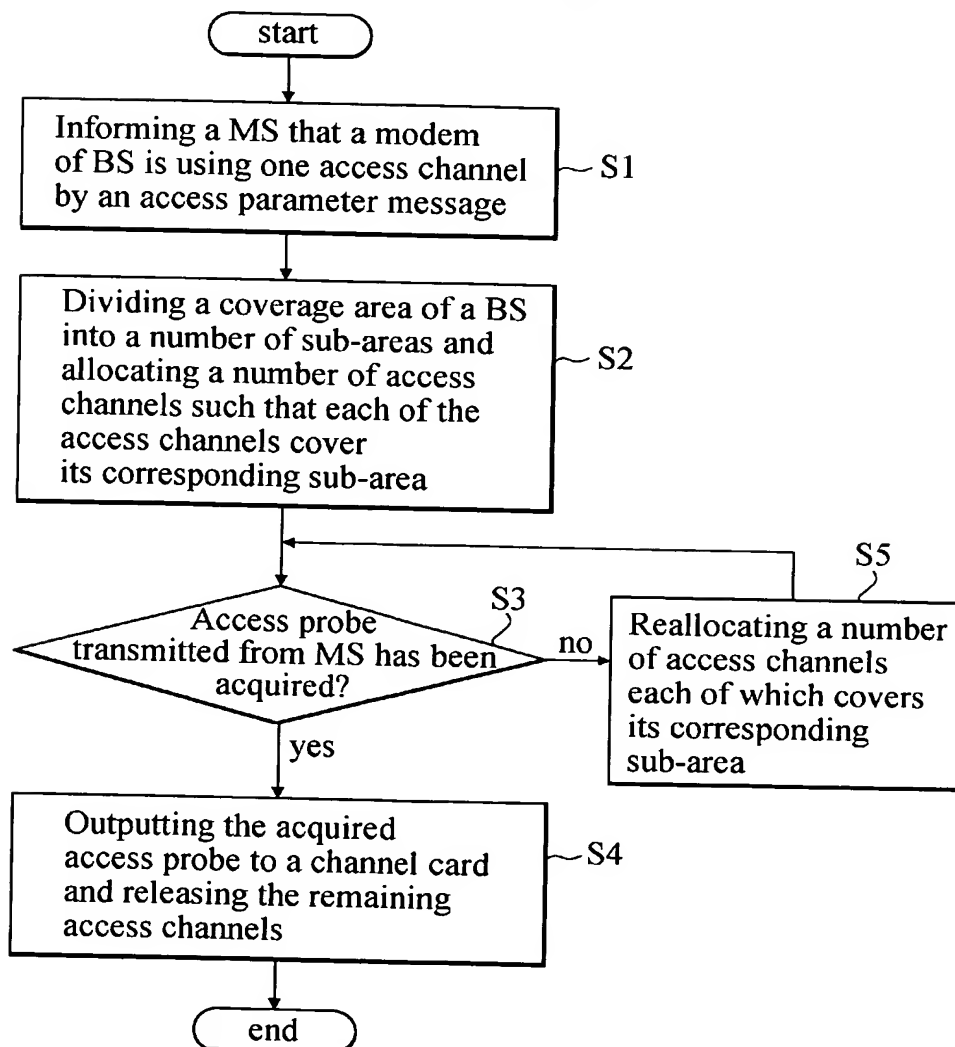 start
Informing a MS that a modem
of BS is using one access channel
by an access parameter message
S1
Dividing a coverage area of a BS
into a number of sub-areas and
allocating a number of access
channels such that each of the
access channels cover
its corresponding sub-area
S2
Access probe
transmitted from MS has been
acquired?
S3
no
S5
Reallocating a number
of access channels
each of which covers
its corresponding
sub-area
yes
Outputting the acquired
access probe to a channel card
and releasing the remaining
access channels
S4
end